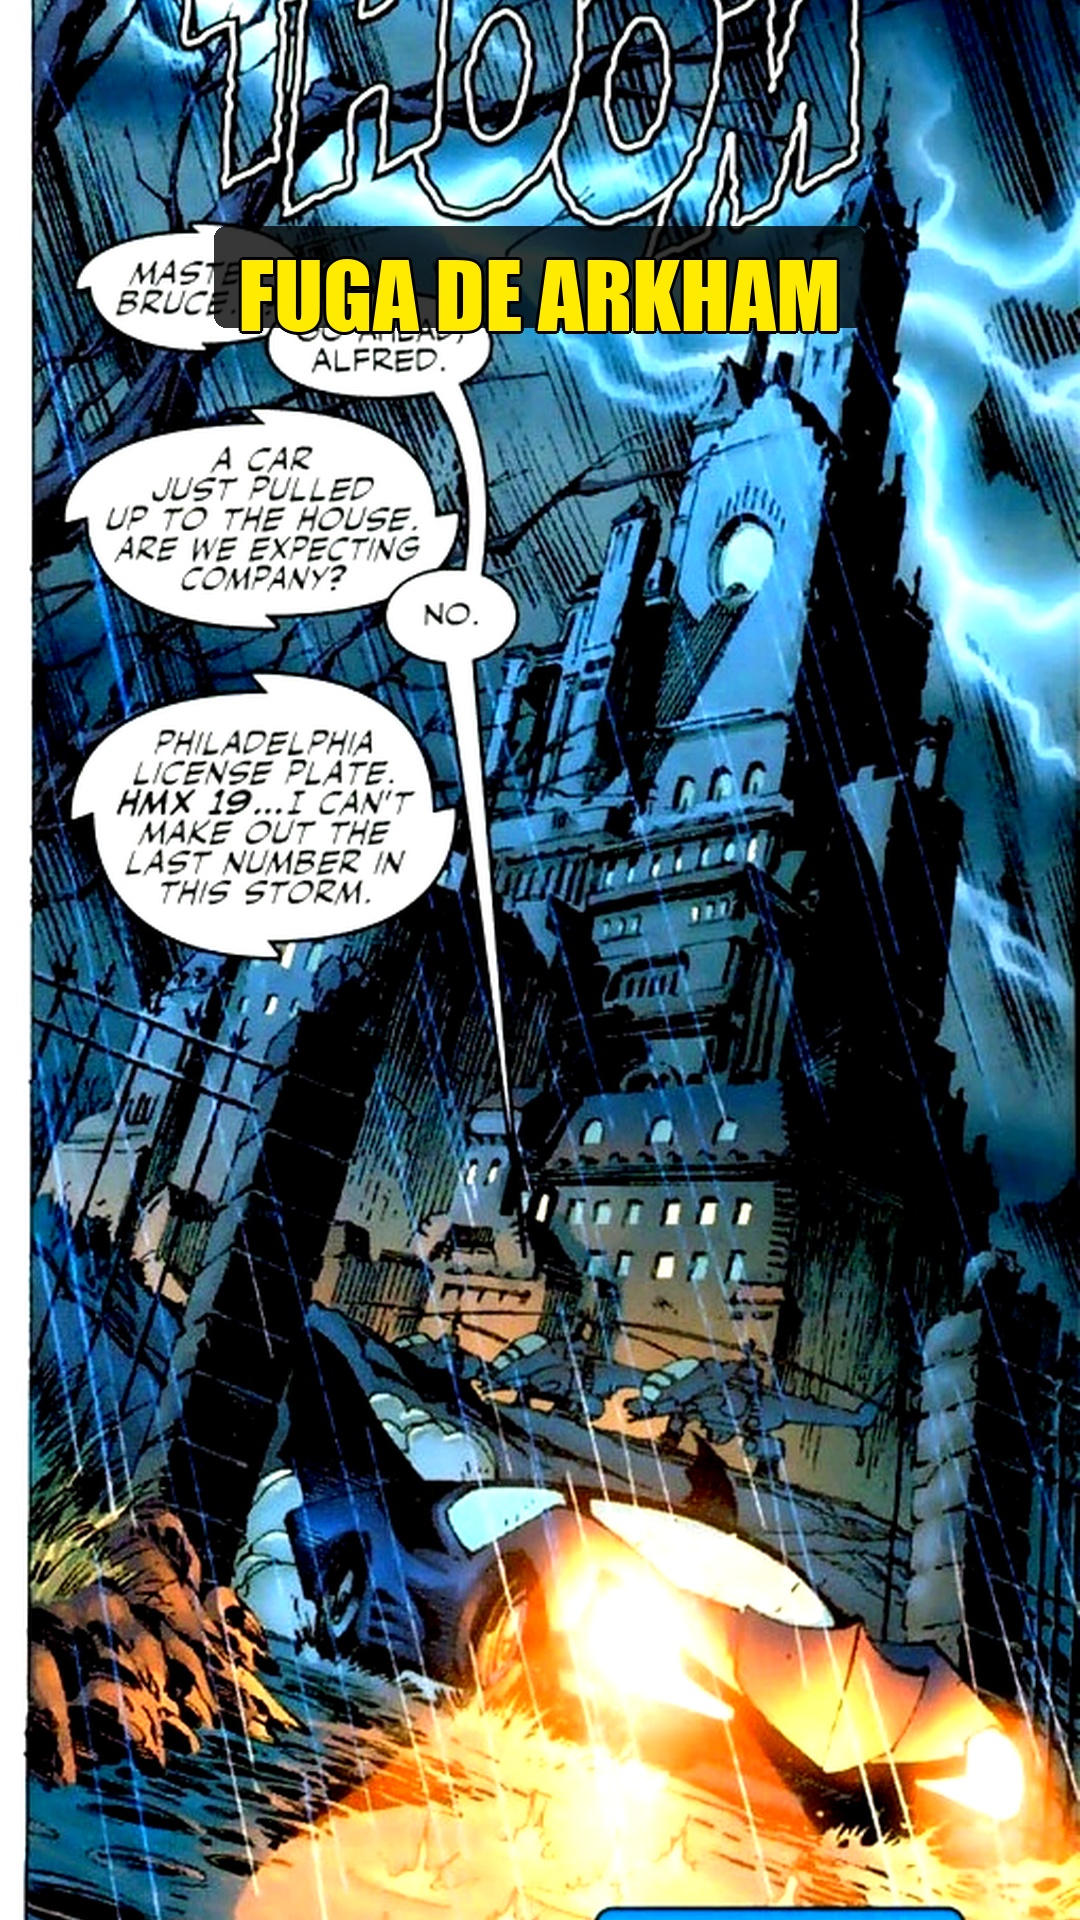 THOOM
FUGA DE ARKHAM
MASTE
BRUCE
ALFRED.
A CAR
JUST PULLED
UP TO THE HOUSE.
ARE WE EXPECTING
COMPANY?
NO.
PHILADELPHIA
LICENSE PLATE.
HMX 19...I CAN'T
MAKE OUT THE
LAST NUMBER IN
THIS STORM.